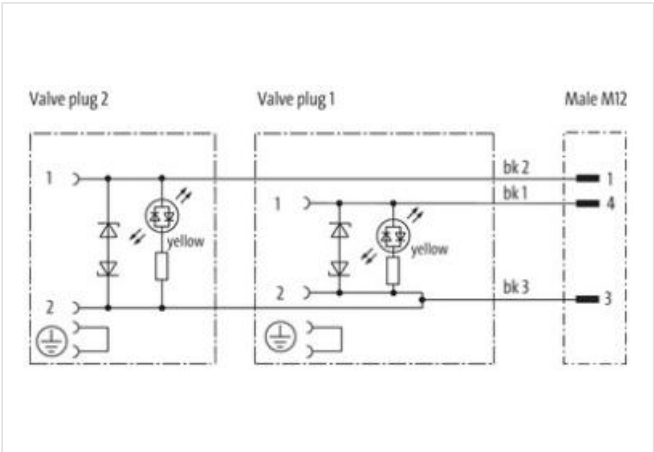 Valve plug 2 Valve plug 1 Male M12
bk 2
1 1
bk 1
1 4
yellow
yellow
2 bk 3
2 3